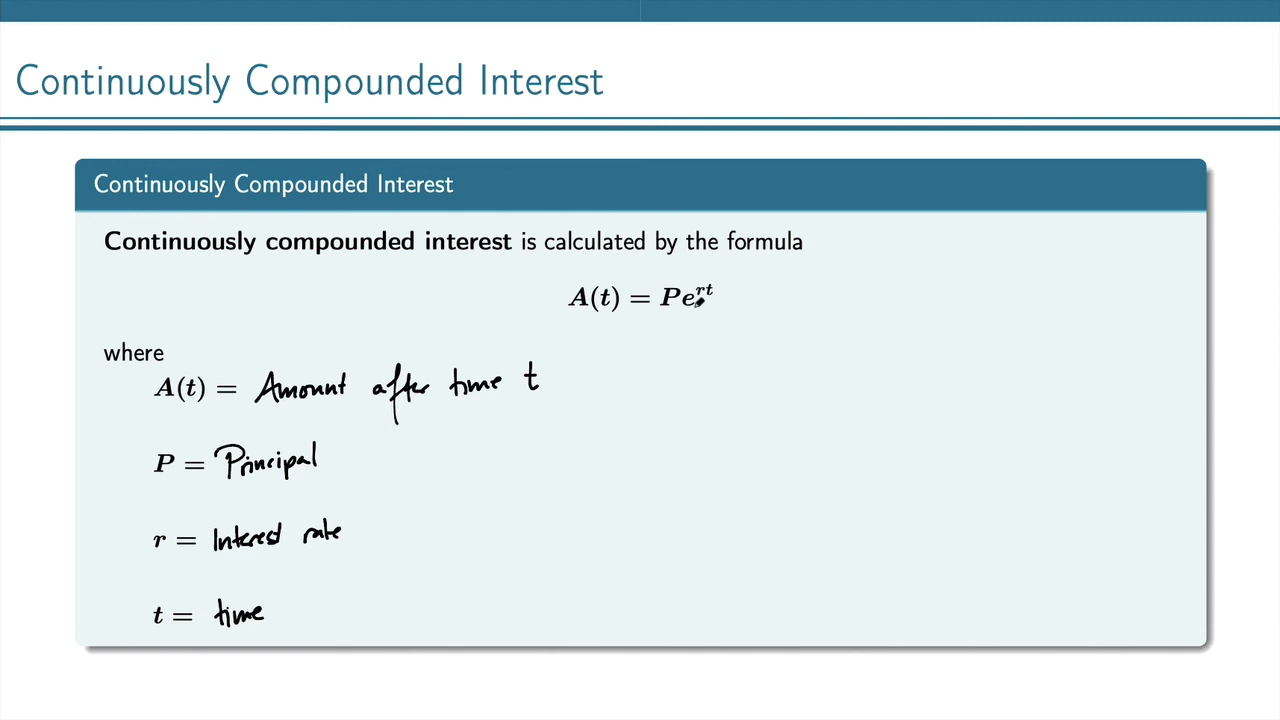 Continuously Compounded Interest
Continuously Compounded Interest
Continuously compounded interest is calculated by the formula
A(t) = Pe^{rt}
where
A(t) = Amount after time t
P = Principal
r = Interest rate
t = time